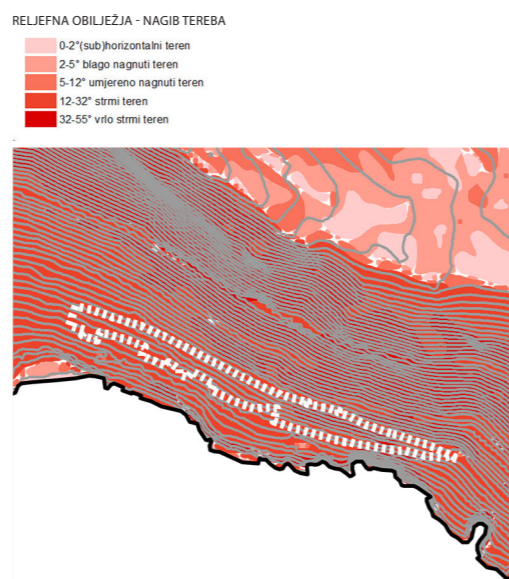 RELJEFNA OBILJEŽJA - NAGIB TEREBA
0-2°(sub)horizontalni teren
2-5° blago nagnuti teren
5-12° umjereno nagnuti teren
12-32° strmi teren
32-55° vrlo strmi teren